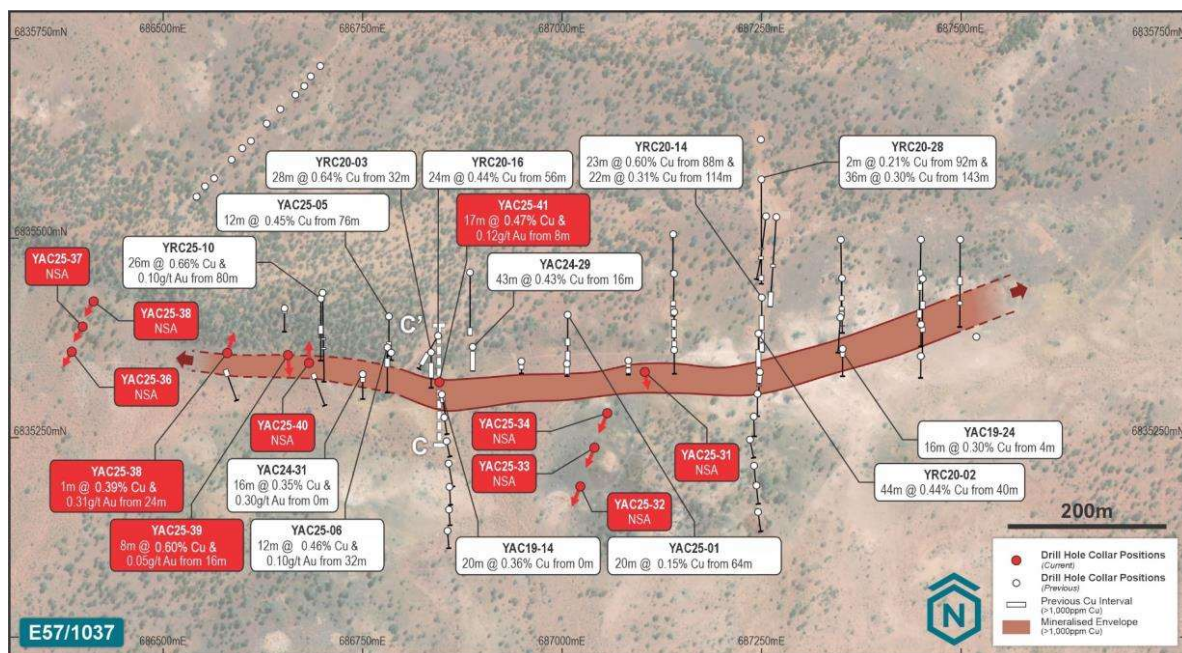 686500mE 686750mE 687000mE 687250mE 687500mE
6835750mN 6835750mN
YRC20-03
28m @ 0.64% Cu from 32m
YRC20-16
24m @ 0.44% Cu from 56m
YRC20-14
23m @ 0.60% Cu from 88m &
22m @ 0.31% Cu from 114m
YRC20-28
2m @ 0.21% Cu from 92m &
36m @ 0.30% Cu from 143m
YAC25-05
12m @ 0.45% Cu from 76m
YAC25-41
17m @ 0.47% Cu &
0.12g/t Au from 8m
YRC25-10
26m @ 0.66% Cu &
0.10g/t Au from 80m
YAC24-29
43m @ 0.43% Cu from 16m
6835500mN 6835500mN
YAC25-37
NSA
YAC25-38
NSA
YAC25-36
NSA
C'
C
YAC25-40
NSA
YAC25-34
NSA
YAC25-33
NSA
YAC25-32
NSA
YAC25-31
NSA
6835250mN 6835250mN
YAC19-24
16m @ 0.30% Cu from 4m
YRC20-02
44m @ 0.44% Cu from 40m
YAC25-38
1m @ 0.39% Cu &
0.31g/t Au from 24m
YAC24-31
16m @ 0.35% Cu &
0.30g/t Au from 0m
YAC25-39
8m @ 0.60% Cu &
0.05g/t Au from 16m
YAC25-06
12m @ 0.46% Cu &
0.10g/t Au from 32m
YAC19-14
20m @ 0.36% Cu from 0m
YAC25-01
20m @ 0.15% Cu from 64m
200m
Drill Hole Collar Positions
(Current)
Drill Hole Collar Positions
(Previous)
Previous Cu Interval
(>1,000ppm Cu)
Mineralised Envelope
(>1,000ppm Cu)
N
E57/1037
686500mE 686750mE 687000mE 687250mE 687500mE